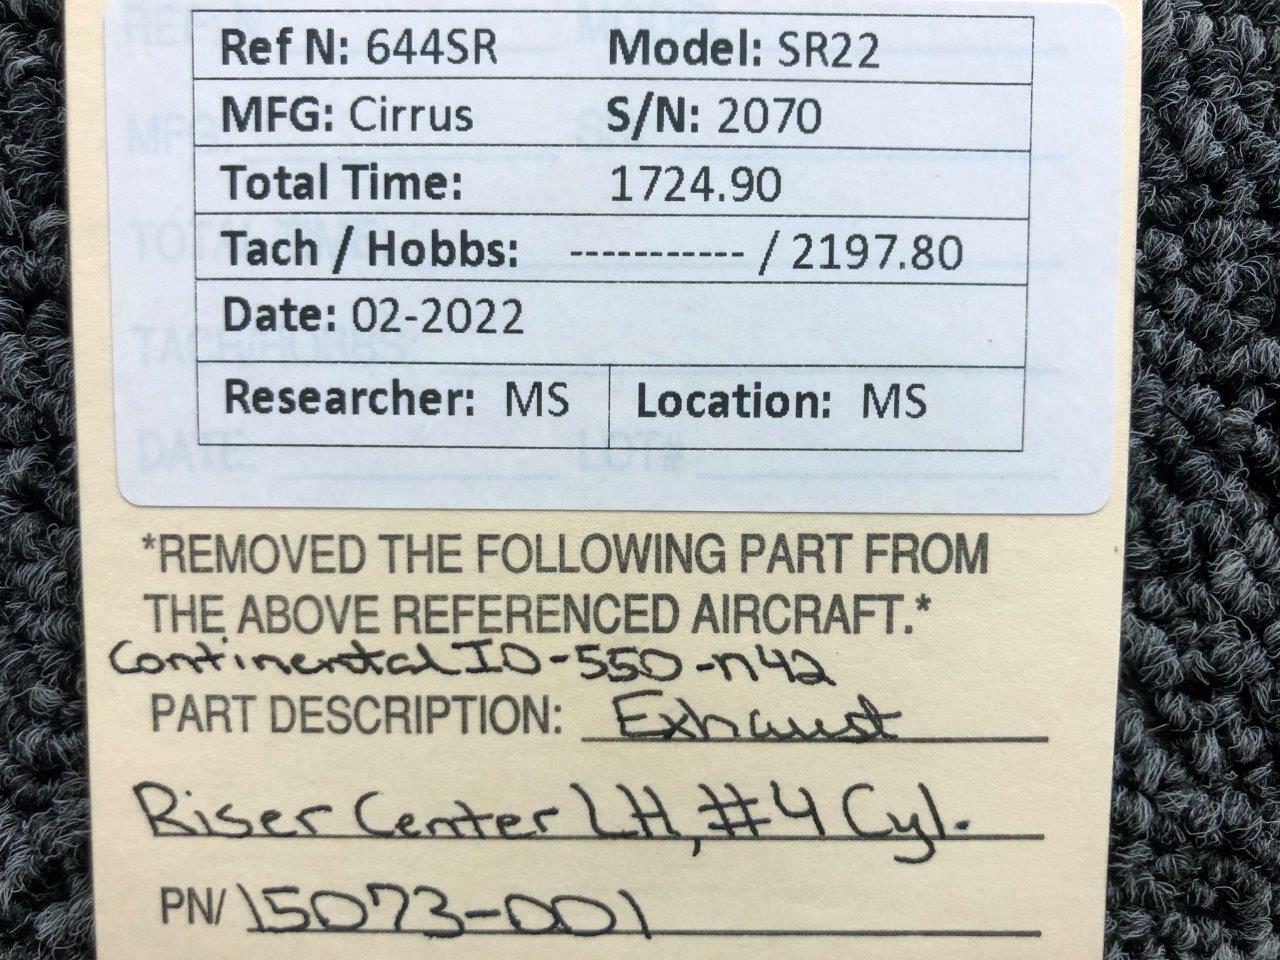 Ref N: 644SR Model: SR22
MFG: Cirrus S/N: 2070
Total Time: 1724.90
Tach / Hobbs: ----------- / 2197.80
Date: 02-2022
Researcher: MS Location: MS
*REMOVED THE FOLLOWING PART FROM
THE ABOVE REFERENCED AIRCRAFT.*
Continental IO-550-n42
PART DESCRIPTION: Exhaust
Riser Center LH, #4 Cyl.
PN/ 15073-001